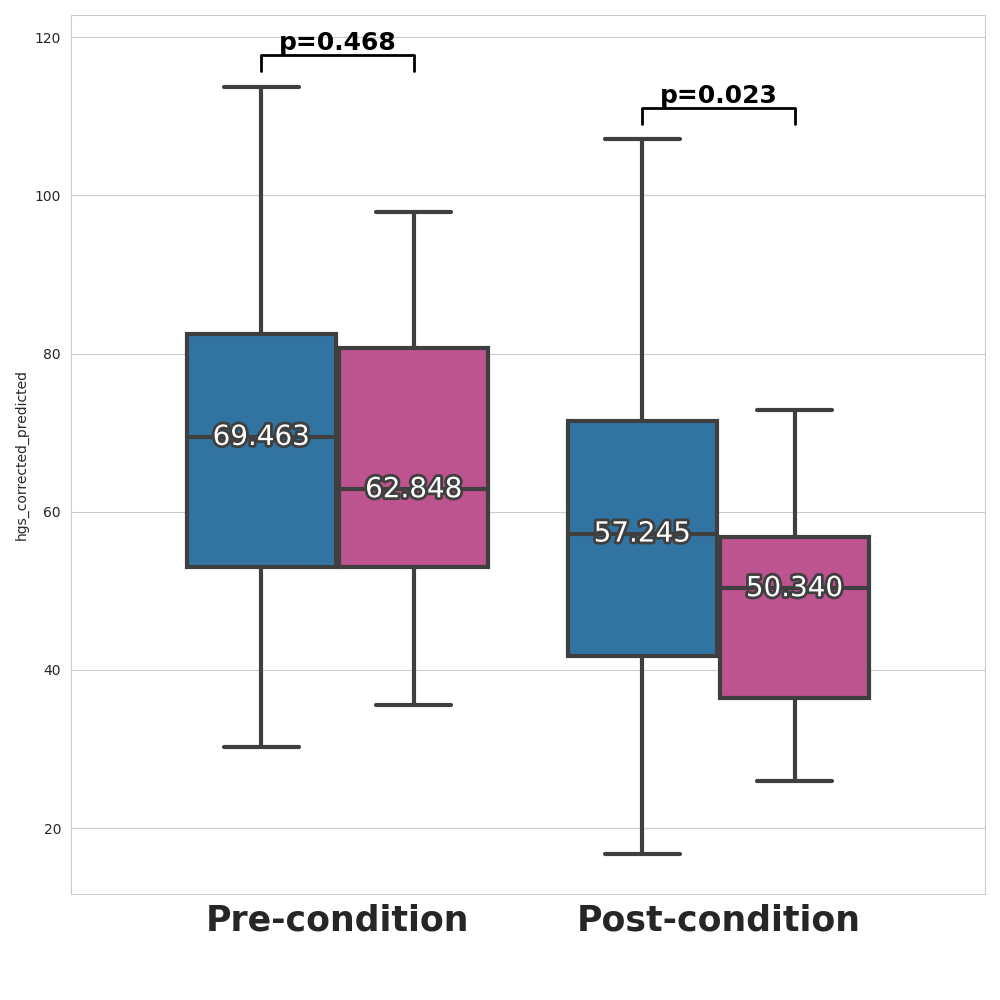 120
p=0.468
p=0.023
100
80
69.463
62.848
hgs_corrected_predicted
60
57.245
50.340
40
20
Pre-condition
Post-condition